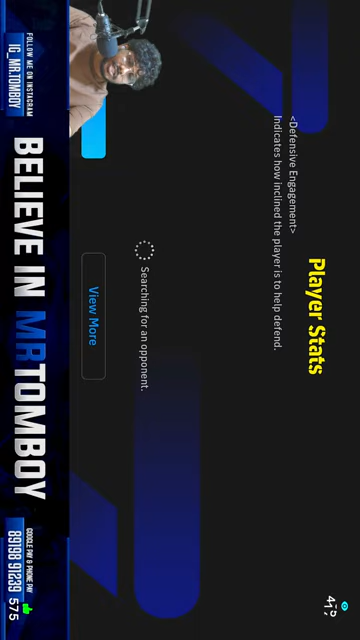 Player Stats
<Defensive Engagement>
Indicates how inclined the player is to help defend.
Searching for an opponent.
View More
FOLLOW ME ON INSTAGRAM
IG_MR.TOMBOY
BELIEVE IN MRTOMBOY
GOOGLE PAY & PHONE PAY
89198 91239
575